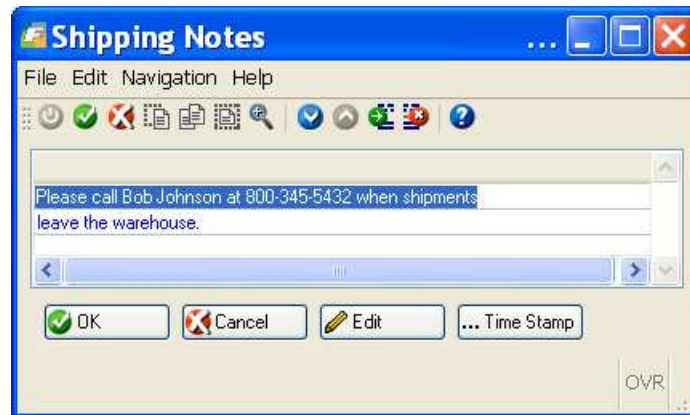 Shipping Notes ...
File Edit Navigation Help
Please call Bob Johnson at 800-345-5432 when shipments
leave the warehouse.
OK Cancel Edit ... Time Stamp
OVR